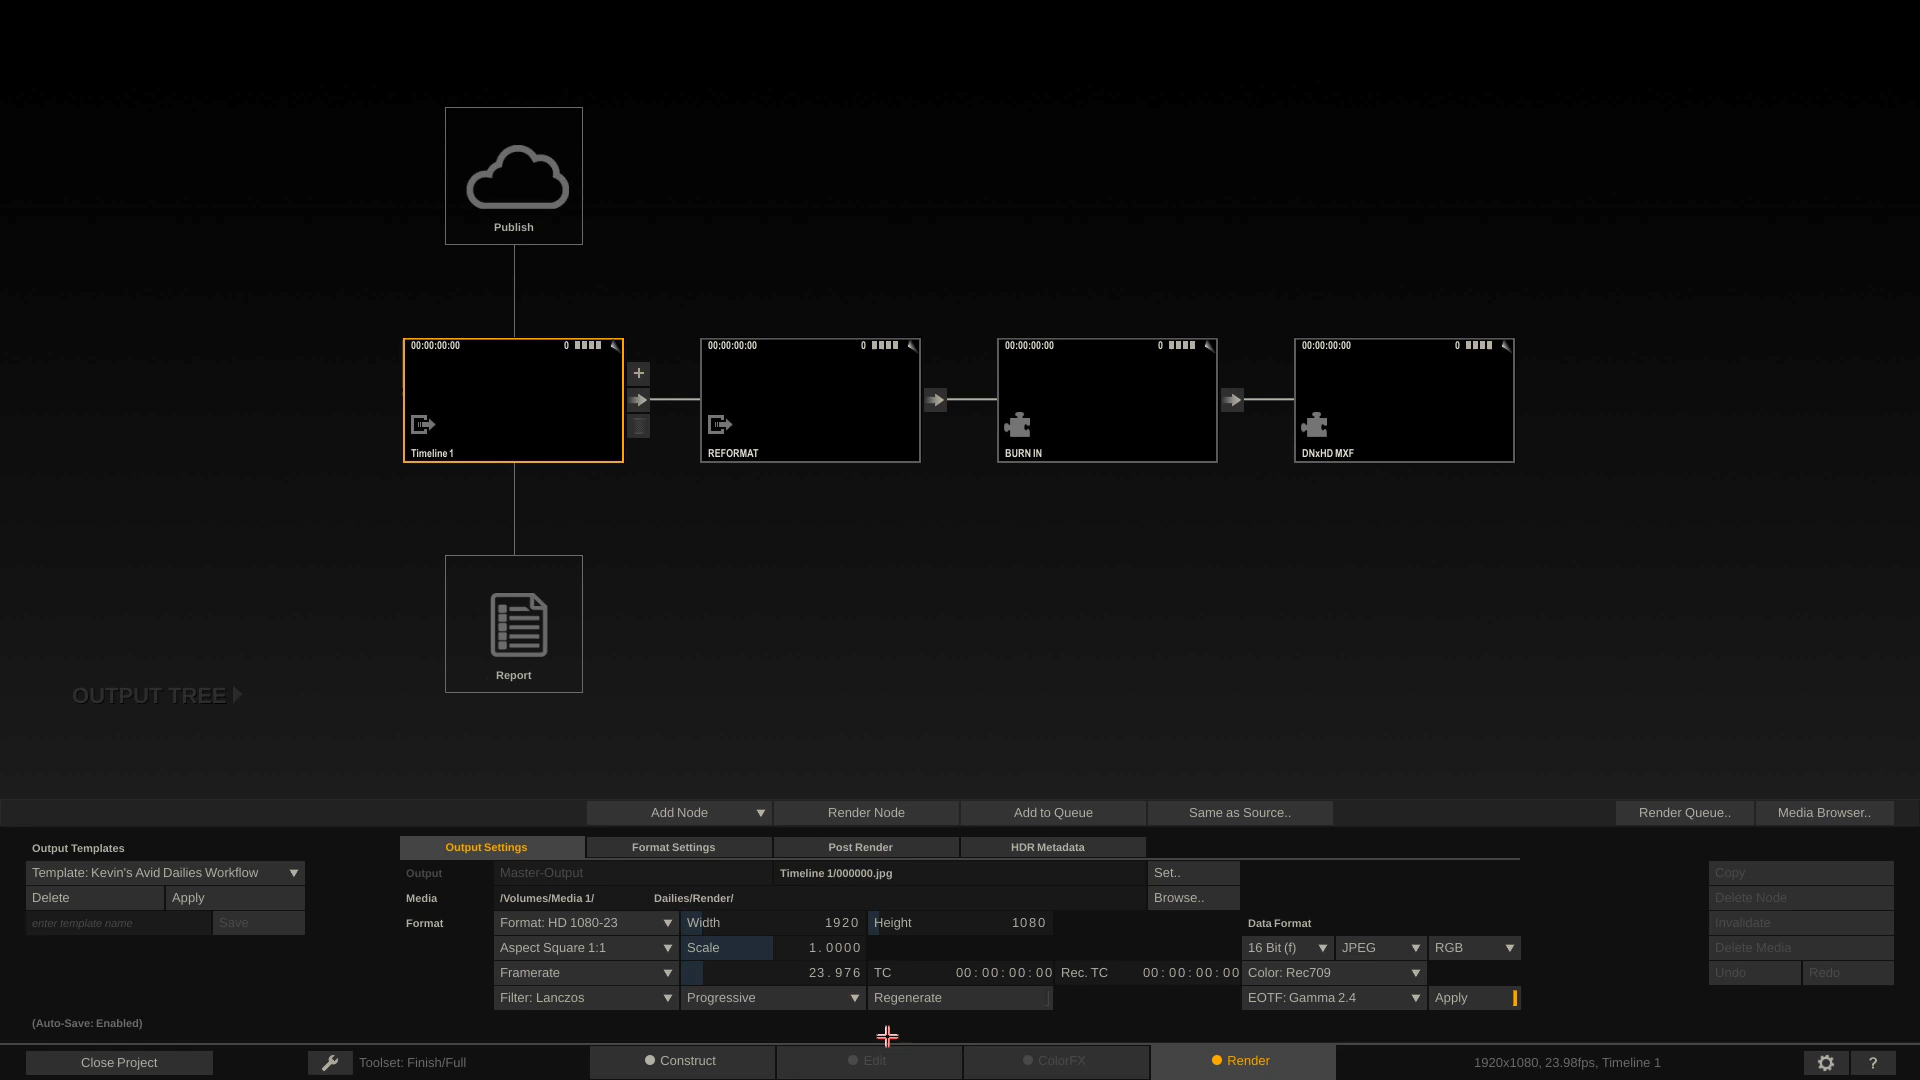 Publish
00:00:00:00 0
Timeline 1
+
00:00:00:00 0
REFORMAT
00:00:00:00 0
BURN IN
00:00:00:00 0
DNxHD MXF
Report
OUTPUT TREE
Add Node
Render Node
Add to Queue
Same as Source..
Render Queue..
Media Browser..
Output Templates
Template: Kevin's Avid Dailies Workflow
Delete
Apply
enter template name
Save
(Auto-Save: Enabled)
Output Settings
Format Settings
Post Render
HDR Metadata
Output
Master-Output
Timeline 1/000000.jpg
Set..
Media
/Volumes/Media 1/
Dailies/Render/
Browse..
Format
Format: HD 1080-23
Width 1920
Height 1080
Data Format
Aspect Square 1:1
Scale 1.0000
16 Bit (f)
JPEG
RGB
Framerate
23.976
TC 00:00:00:00
Rec. TC 00:00:00:00
Color: Rec709
Filter: Lanczos
Progressive
Regenerate
EOTF: Gamma 2.4
Apply
Copy
Delete Node
Invalidate
Delete Media
Undo
Redo
Close Project
Toolset: Finish/Full
Construct
Edit
ColorFX
Render
1920x1080, 23.98fps, Timeline 1
?